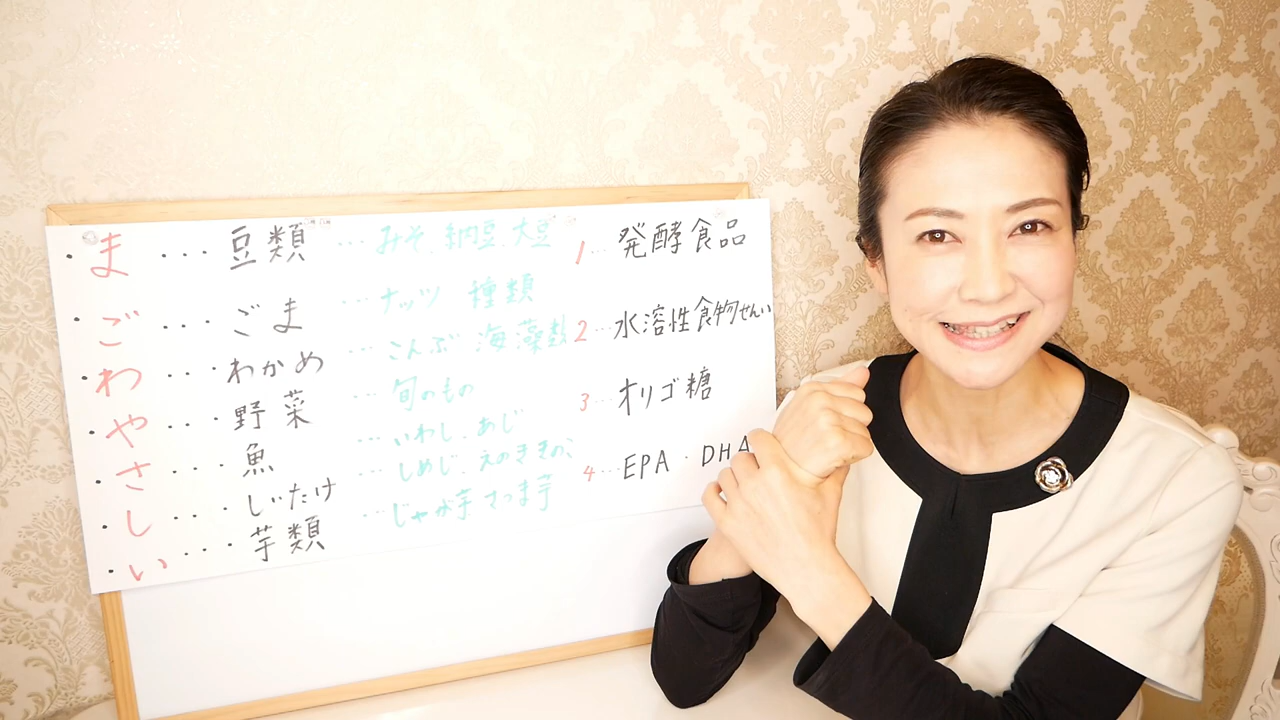 ・ま・・・豆類 ・・・みそ、納豆、大豆
・ご・・・ごま ・・・ナッツ 種類
・わ・・・わかめ ・・・こんぶ 海藻類
・や・・・野菜 ・・・旬のもの
・さ・・・魚 ・・・いわし、あじ
・し・・・しいたけ ・・・しめじ、えのききのこ
・い・・・芋類 ・・・じゃが芋 さつま芋
1・・・発酵食品
2・・・水溶性食物せんい
3・・・オリゴ糖
4・・・EPA・DHA